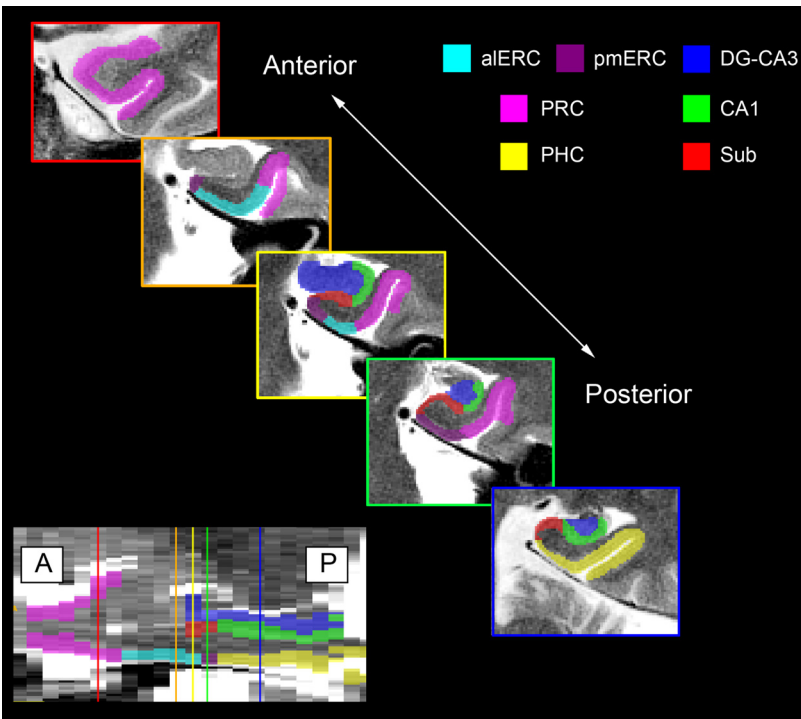 Anterior
alERC pmERC DG-CA3
PRC CA1
PHC Sub
Posterior
A P